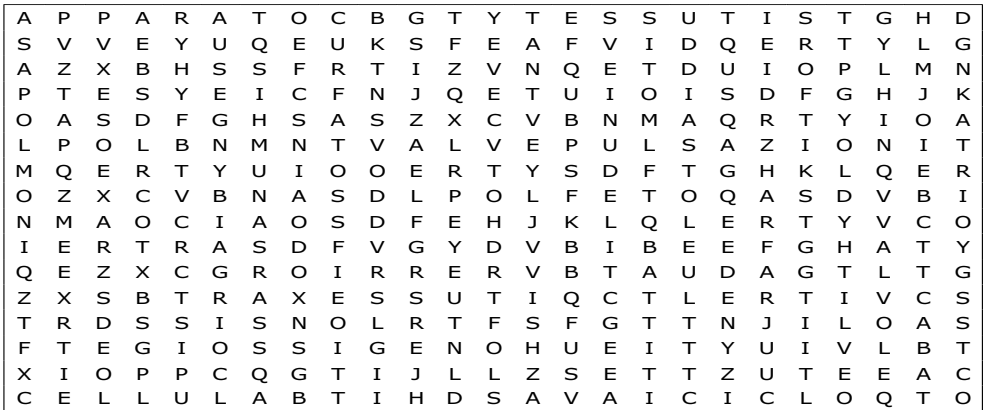 A P P A R A T O C B G T Y T E S S U T I S T G H D
S V V E Y U Q E U K S F E A F V I D Q E R T Y L G
A Z X B H S S F R T I Z V N Q E T D U I O P L M N
P T E S Y E I C F N J Q E T U I O I S D F G H J K
O A S D F G H S A S Z X C V B N M A Q R T Y I O A
L P O L B N M N T V A L V E P U L S A Z I O N I T
M Q E R T Y U I O O E R T Y S D F T G H K L Q E R
O Z X C V B N A S D L P O L F E T O Q A S D V B I
N M A O C I A O S D F E H J K L Q L E R T Y V C O
I E R T R A S D F V G Y D V B I B E E F G H A T Y
Q E Z X C G R O I R R E R V B T A U D A G T L T G
Z X S B T R A X E S S U T I Q C T L E R T I V C S
T R D S S I S N O L R T F S F G T T N J I L O A S
F T E G I O S S I G E N O H U E I T Y U I V L B T
X I O P P C Q G T I J L L Z S E T T Z U T E E A C
C E L L U L A B T I H D S A V A I C I C L O Q T O